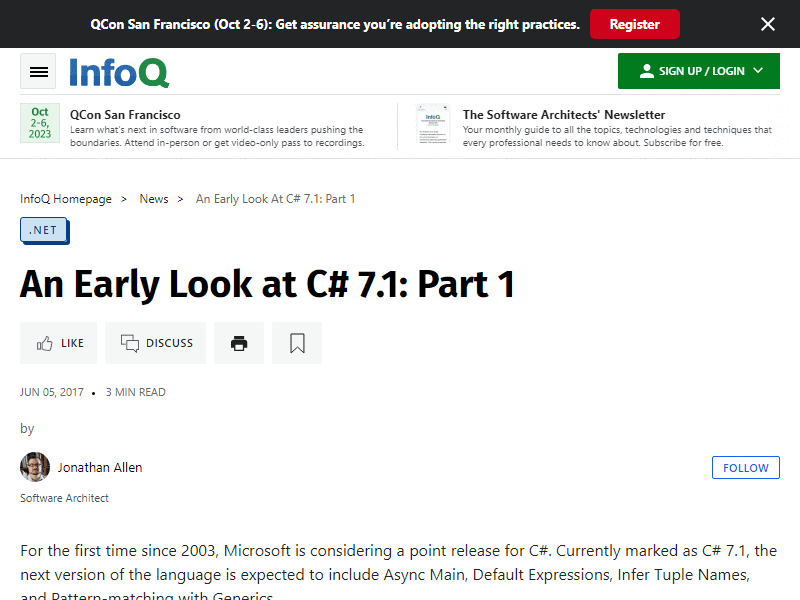 QCon San Francisco (Oct 2-6): Get assurance you're adopting the right practices.
Register
InfoQ
SIGN UP / LOGIN
Oct
2-6,
2023
QCon San Francisco
Learn what's next in software from world-class leaders pushing the
boundaries. Attend in-person or get video-only pass to recordings.
InfoQ
The Software Architects' Newsletter
Your monthly guide to all the topics, technologies and techniques that
every professional needs to know about. Subscribe for free.
InfoQ Homepage > News > An Early Look At C# 7.1: Part 1
.NET
An Early Look at C# 7.1: Part 1
LIKE
DISCUSS
JUN 05, 2017 • 3 MIN READ
by
Jonathan Allen
FOLLOW
Software Architect
For the first time since 2003, Microsoft is considering a point release for C#. Currently marked as C# 7.1, the
next version of the language is expected to include Async Main, Default Expressions, Infer Tuple Names,
and Pattern-matching with Generics.